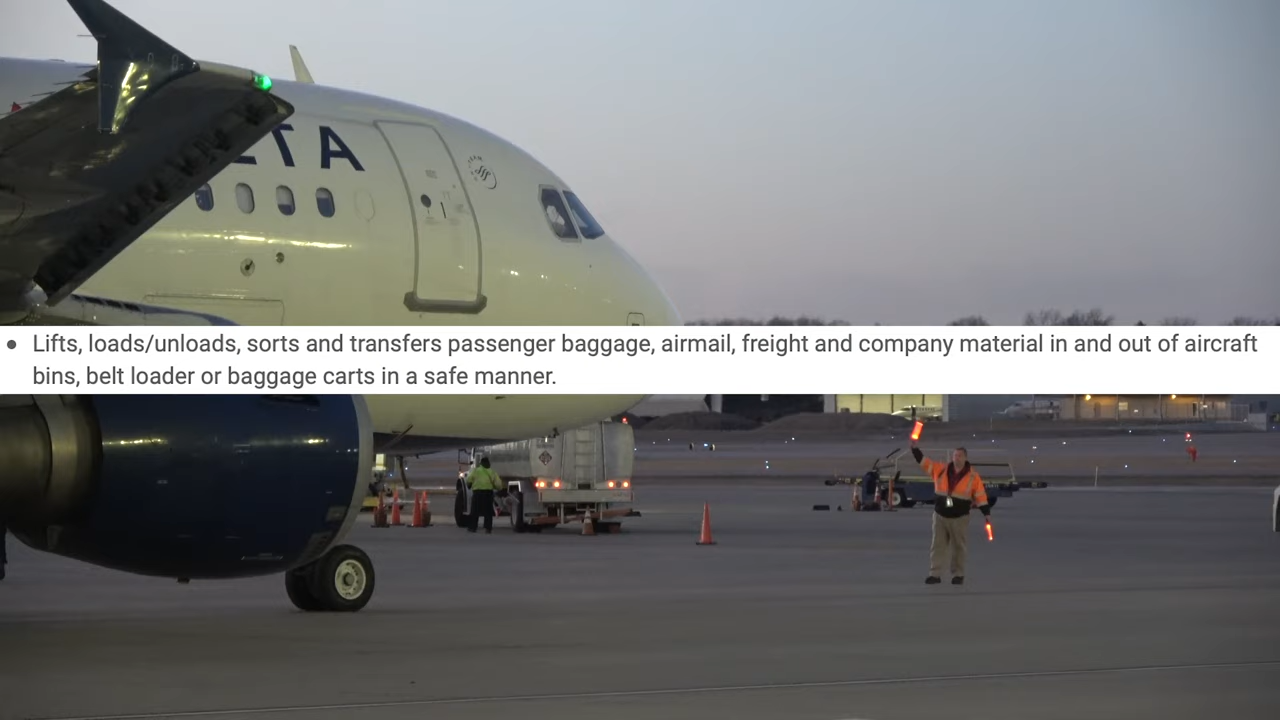 ΣTA
• Lifts, loads/unloads, sorts and transfers passenger baggage, airmail, freight and company material in and out of aircraft
bins, belt loader or baggage carts in a safe manner.